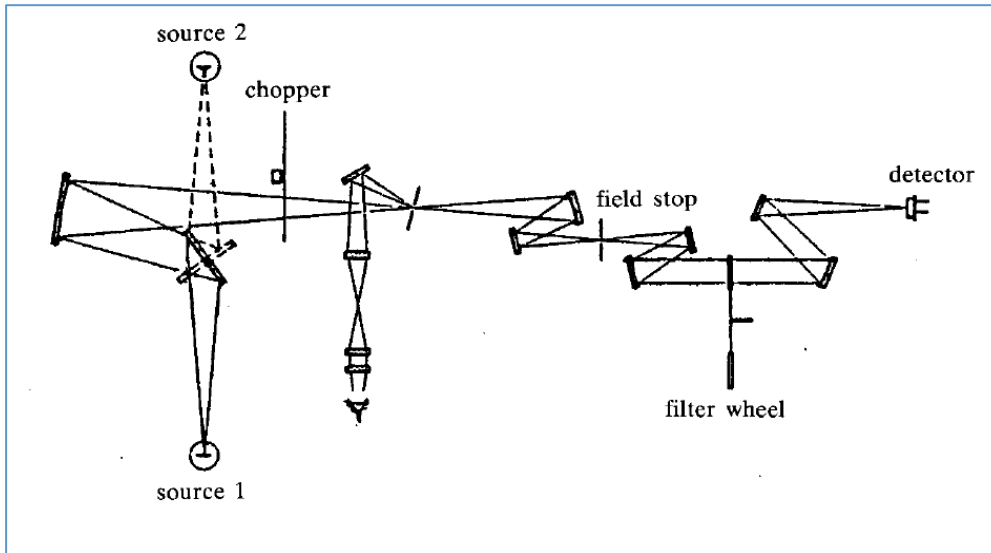 source 2
chopper
detector
field stop
filter wheel
source 1